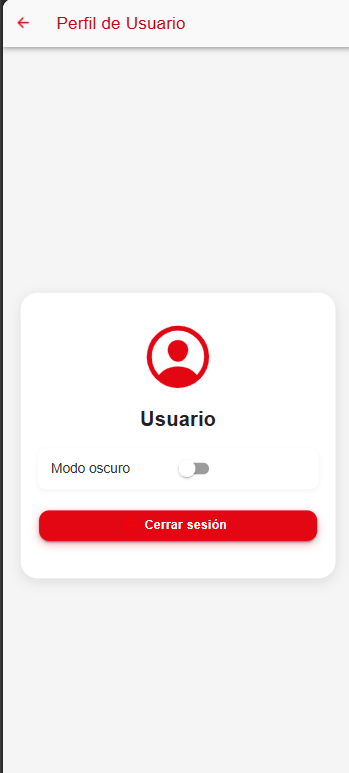 Perfil de Usuario
Usuario
Modo oscuro
Cerrar sesión